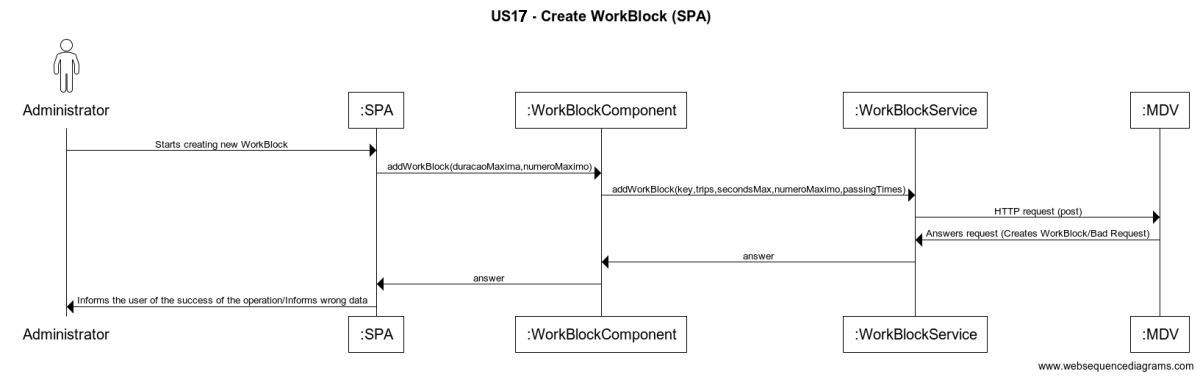 US17 - Create WorkBlock (SPA)
Administrator
:SPA
:WorkBlockComponent
:WorkBlockService
:MDV
Starts creating new WorkBlock
addWorkBlock(duracaoMaxima,numeroMaximo)
addWorkBlock(key,trips,secondsMax,numeroMaximo,passingTimes)
HTTP request (post)
Answers request (Creates WorkBlock/Bad Request)
answer
answer
Informs the user of the success of the operation/Informs wrong data
Administrator
:SPA
:WorkBlockComponent
:WorkBlockService
:MDV
www.websequencediagrams.com